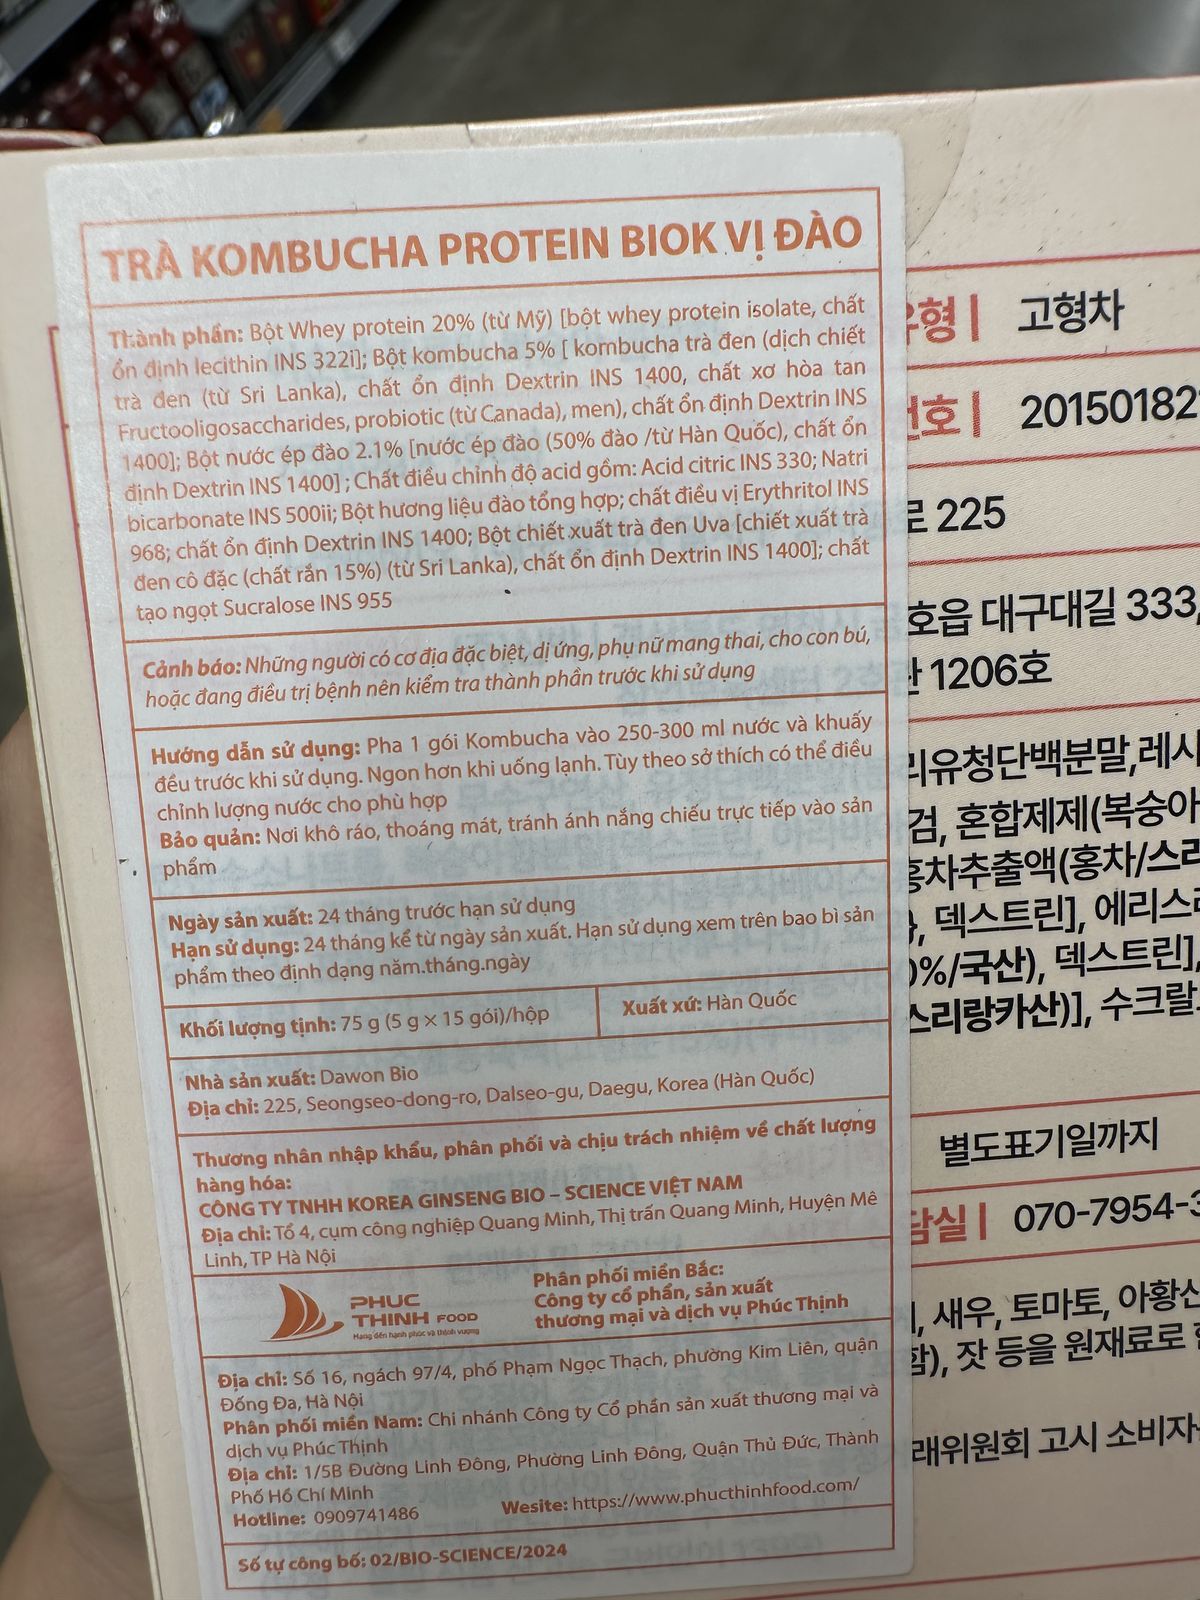 TRÀ KOMBUCHA PROTEIN BIOK VỊ ĐÀO
Thành phần: Bột Whey protein 20% (từ Mỹ) [bột whey protein isolate, chất
ổn định lecithin INS 322i]; Bột kombucha 5% [ kombucha trà đen (dịch chiết
trà đen (từ Sri Lanka), chất ổn định Dextrin INS 1400, chất xơ hòa tan
Fructooligosaccharides, probiotic (từ Canada), men), chất ổn định Dextrin INS
1400]; Bột nước ép đào 2.1% [nước ép đào (50% đào /từ Hàn Quốc), chất ổn
định Dextrin INS 1400] ; Chất điều chỉnh độ acid gồm: Acid citric INS 330; Natri
bicarbonate INS 500ii; Bột hương liệu đào tổng hợp; chất điều vị Erythritol INS
968; chất ổn định Dextrin INS 1400; Bột chiết xuất trà đen Uva [chiết xuất trà
đen cô đặc (chất rắn 15%) (từ Sri Lanka), chất ổn định Dextrin INS 1400]; chất
tạo ngọt Sucralose INS 955
Cảnh báo: Những người có cơ địa đặc biệt, dị ứng, phụ nữ mang thai, cho con bú,
hoặc đang điều trị bệnh nên kiểm tra thành phần trước khi sử dụng
Hướng dẫn sử dụng: Pha 1 gói Kombucha vào 250-300 ml nước và khuấy
đều trước khi sử dụng. Ngon hơn khi uống lạnh. Tùy theo sở thích có thể điều
chỉnh lượng nước cho phù hợp
Bảo quản: Nơi khô ráo, thoáng mát, tránh ánh nắng chiếu trực tiếp vào sản
phẩm
Ngày sản xuất: 24 tháng trước hạn sử dụng
Hạn sử dụng: 24 tháng kể từ ngày sản xuất. Hạn sử dụng xem trên bao bì sản
phẩm theo định dạng năm.tháng.ngày
Khối lượng tịnh: 75 g (5 g × 15 gói)/hộp
Xuất xứ: Hàn Quốc
Nhà sản xuất: Dawon Bio
Địa chỉ: 225, Seongseo-dong-ro, Dalseo-gu, Daegu, Korea (Hàn Quốc)
Thương nhân nhập khẩu, phân phối và chịu trách nhiệm về chất lượng
hàng hóa:
CÔNG TY TNHH KOREA GINSENG BIO – SCIENCE VIỆT NAM
Địa chỉ: Tổ 4, cụm công nghiệp Quang Minh, Thị trấn Quang Minh, Huyện Mê
Linh, TP Hà Nội
PHUC
THINH FOOD
Mang đến hạnh phúc và thịnh vượng
Phân phối miền Bắc:
Công ty cổ phần, sản xuất
thương mại và dịch vụ Phúc Thịnh
Địa chỉ: Số 16, ngách 97/4, phố Phạm Ngọc Thạch, phường Kim Liên, quận
Đống Đa, Hà Nội
Phân phối miền Nam: Chi nhánh Công ty Cổ phần sản xuất thương mại và
dịch vụ Phúc Thịnh
Địa chỉ: 1/5B Đường Linh Đông, Phường Linh Đông, Quận Thủ Đức, Thành
Phố Hồ Chí Minh
Hotline: 0909741486
Wesite: https://www.phucthinhfood.com/
Số tự công bố: 02/BIO-SCIENCE/2024
유형 | 고형차
번호 | 20150182
로 225
호읍 대구대길 333,
1206호
리유청단백분말,레시
검, 혼합제제(복숭아
홍차추출액(홍차/스리
, 덱스트린], 에리스리
0%/국산), 덱스트린],
스리랑카산)], 수크랄
별도표기일까지
담실 | 070-7954-3
, 새우, 토마토, 아황산
함), 잣 등을 원재료로
래위원회 고시 소비자